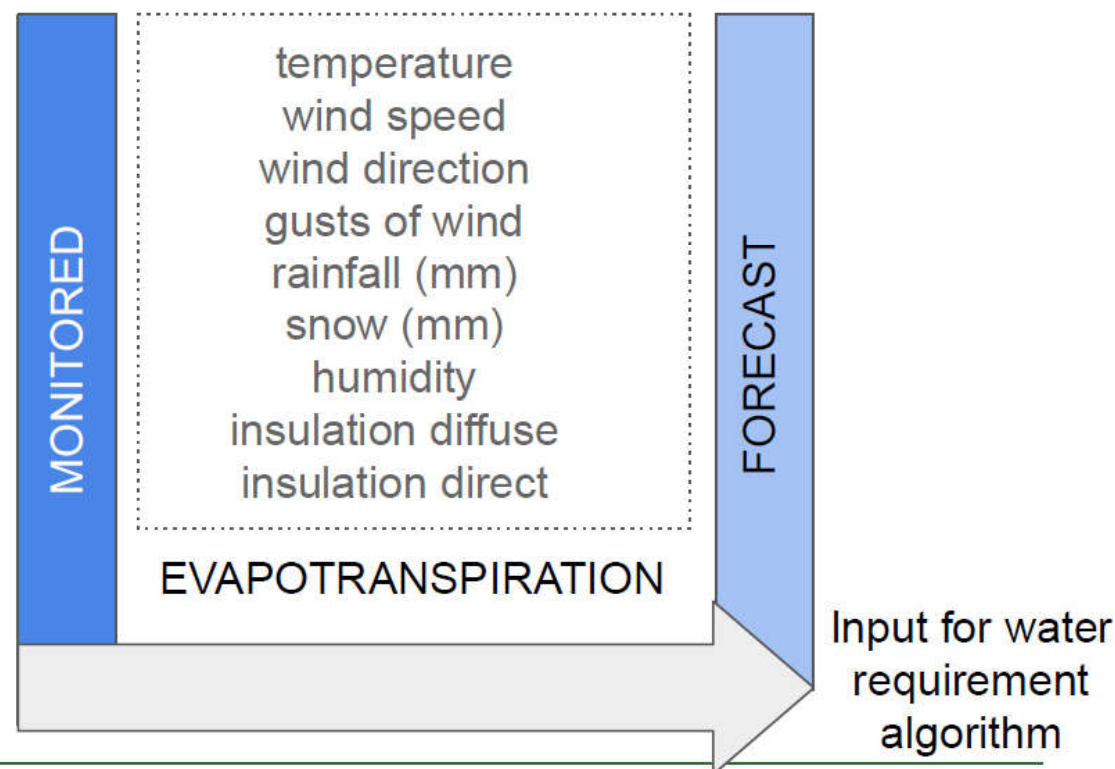 MONITORED
temperature
wind speed
wind direction
gusts of wind
rainfall (mm)
snow (mm)
humidity
insulation diffuse
insulation direct
EVAPOTRANSPIRATION
FORECAST
Input for water
requirement
algorithm